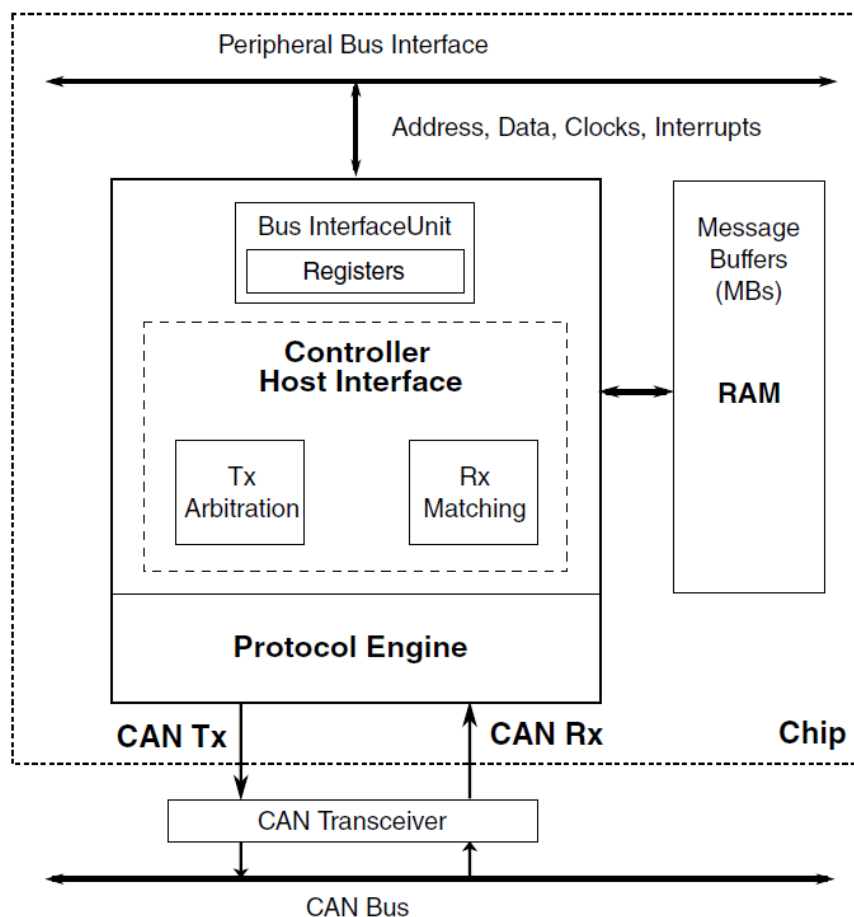 Peripheral Bus Interface
Address, Data, Clocks, Interrupts
Bus InterfaceUnit
Registers
Message
Buffers
(MBs)
RAM
Controller
Host Interface
Tx
Arbitration
Rx
Matching
Protocol Engine
CAN Tx
CAN Rx
Chip
CAN Transceiver
CAN Bus